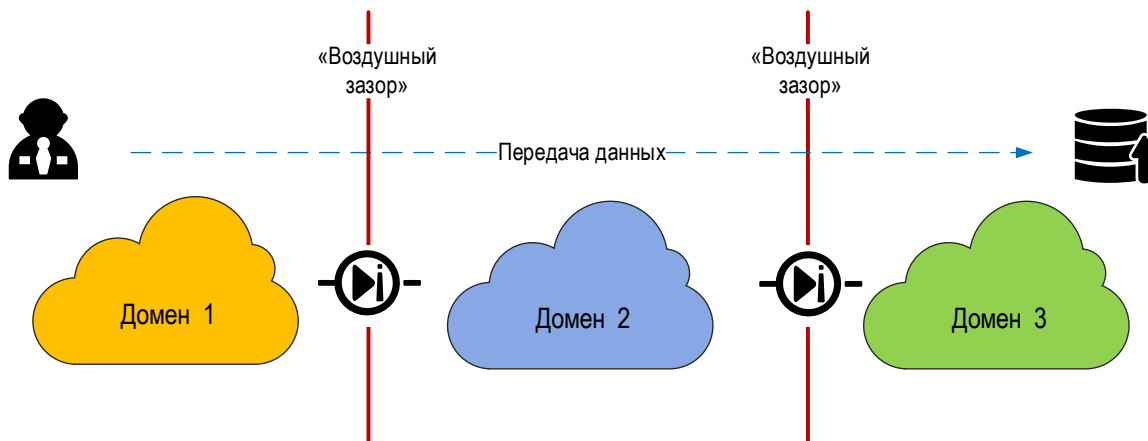 «Воздушный
зазор»
«Воздушный
зазор»
Передача данных
Домен 1
Домен 2
Домен 3